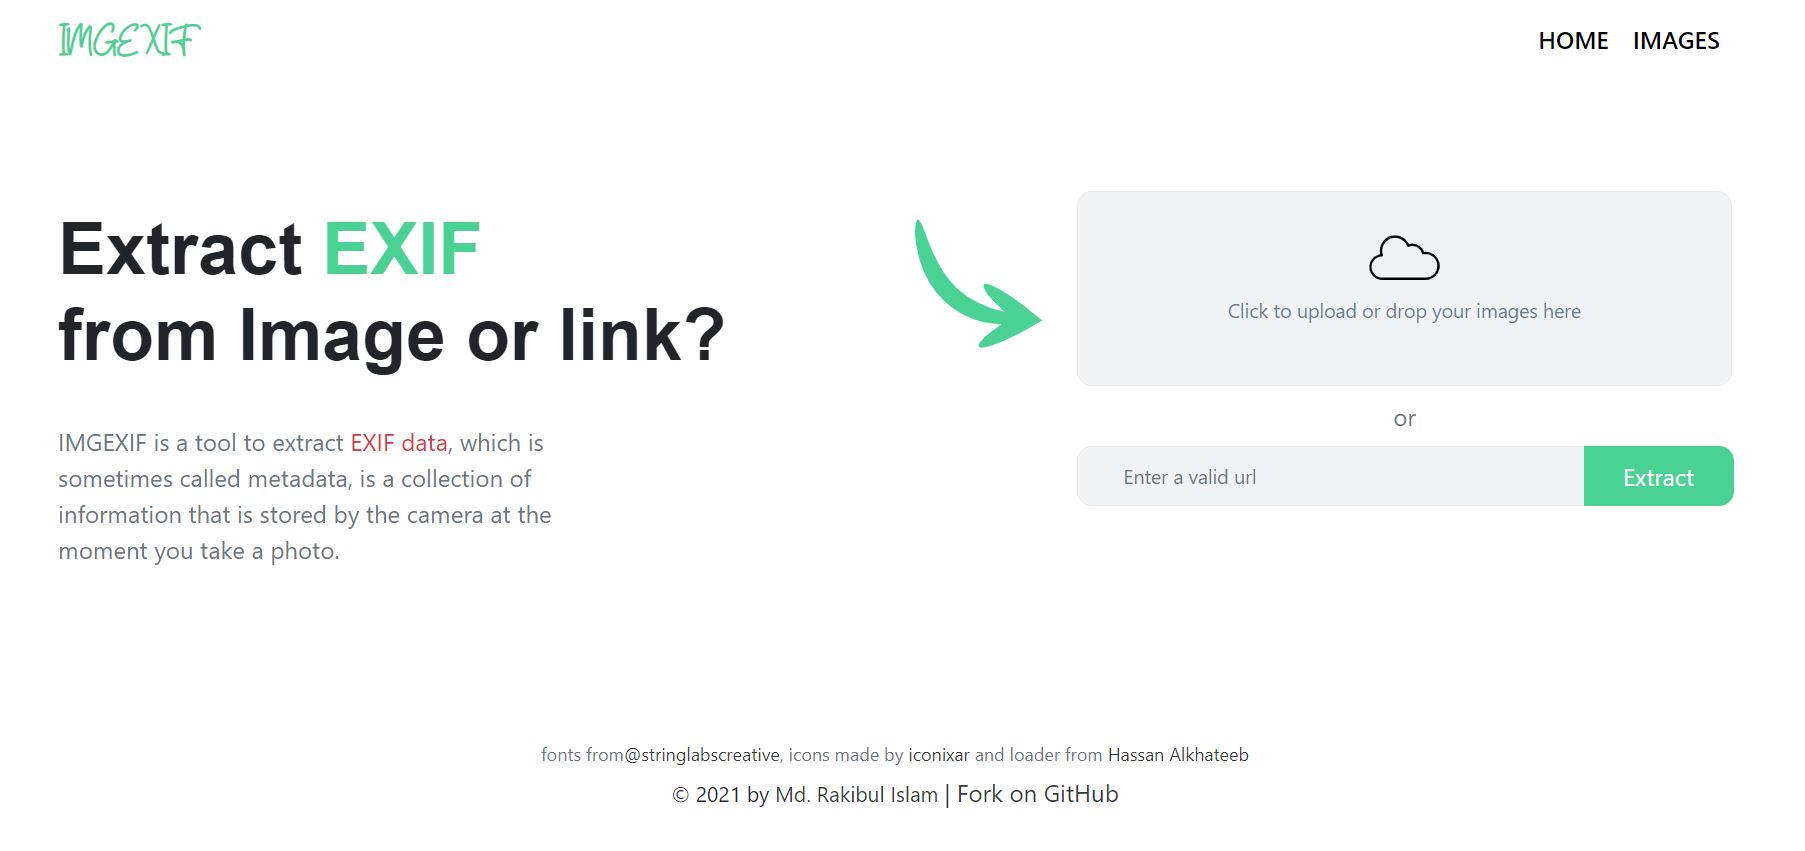 IMGEXIF
HOME IMAGES
Extract EXIF
from Image or link?
IMGEXIF is a tool to extract EXIF data, which is
sometimes called metadata, is a collection of
information that is stored by the camera at the
moment you take a photo.
Click to upload or drop your images here
or
Enter a valid url
Extract
fonts from@stringlabscreative, icons made by iconixar and loader from Hassan Alkhateeb
© 2021 by Md. Rakibul Islam | Fork on GitHub